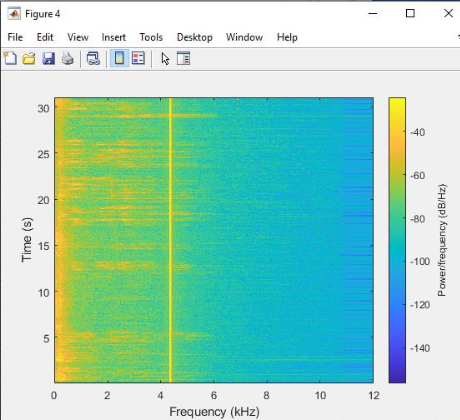 Figure 4
File Edit View Insert Tools Desktop Window Help
30
25
20
15
10
5
Time (s)
0 2 4 6 8 10 12
Frequency (kHz)
-40
-60
-80
-100
-120
-140
Power/frequency (dB/Hz)